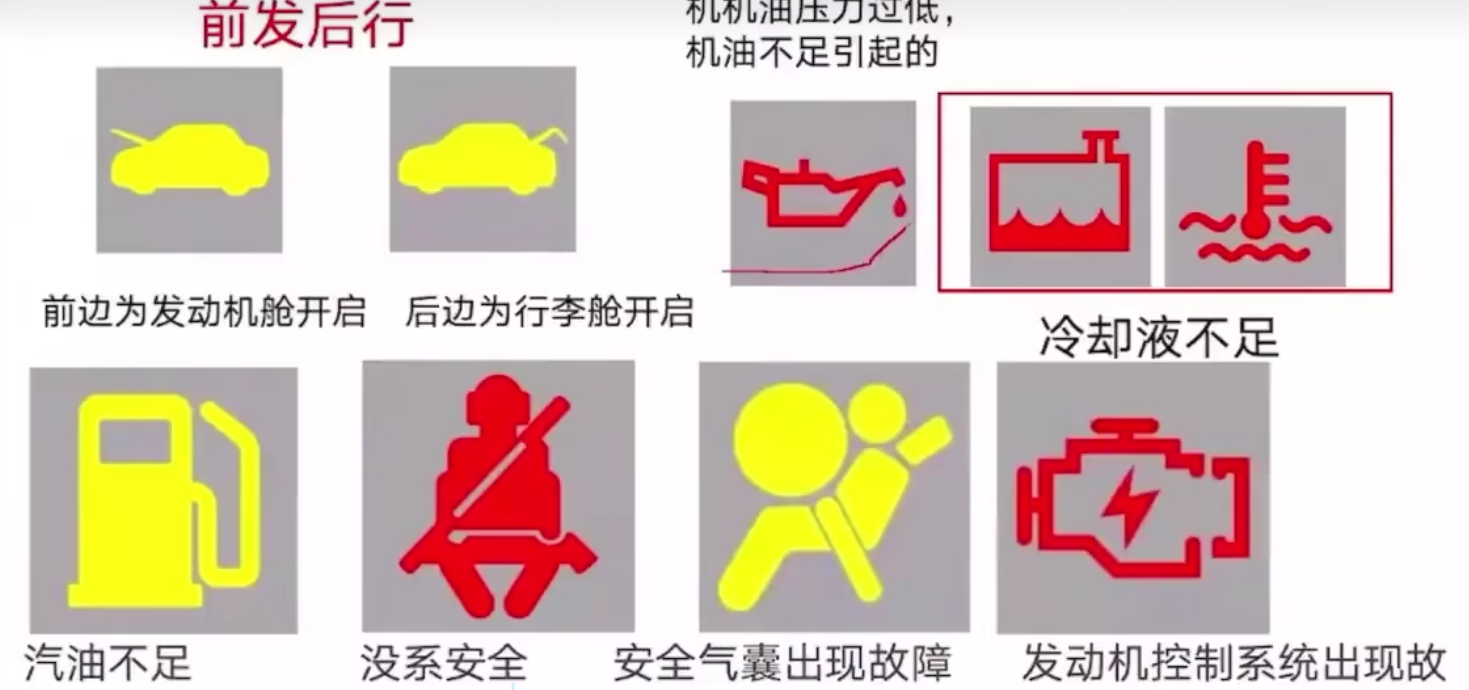 前发后行
机机油压力过低，
机油不足引起的
前边为发动机舱开启
后边为行李舱开启
冷却液不足
汽油不足
没系安全
安全气囊出现故障
发动机控制系统出现故